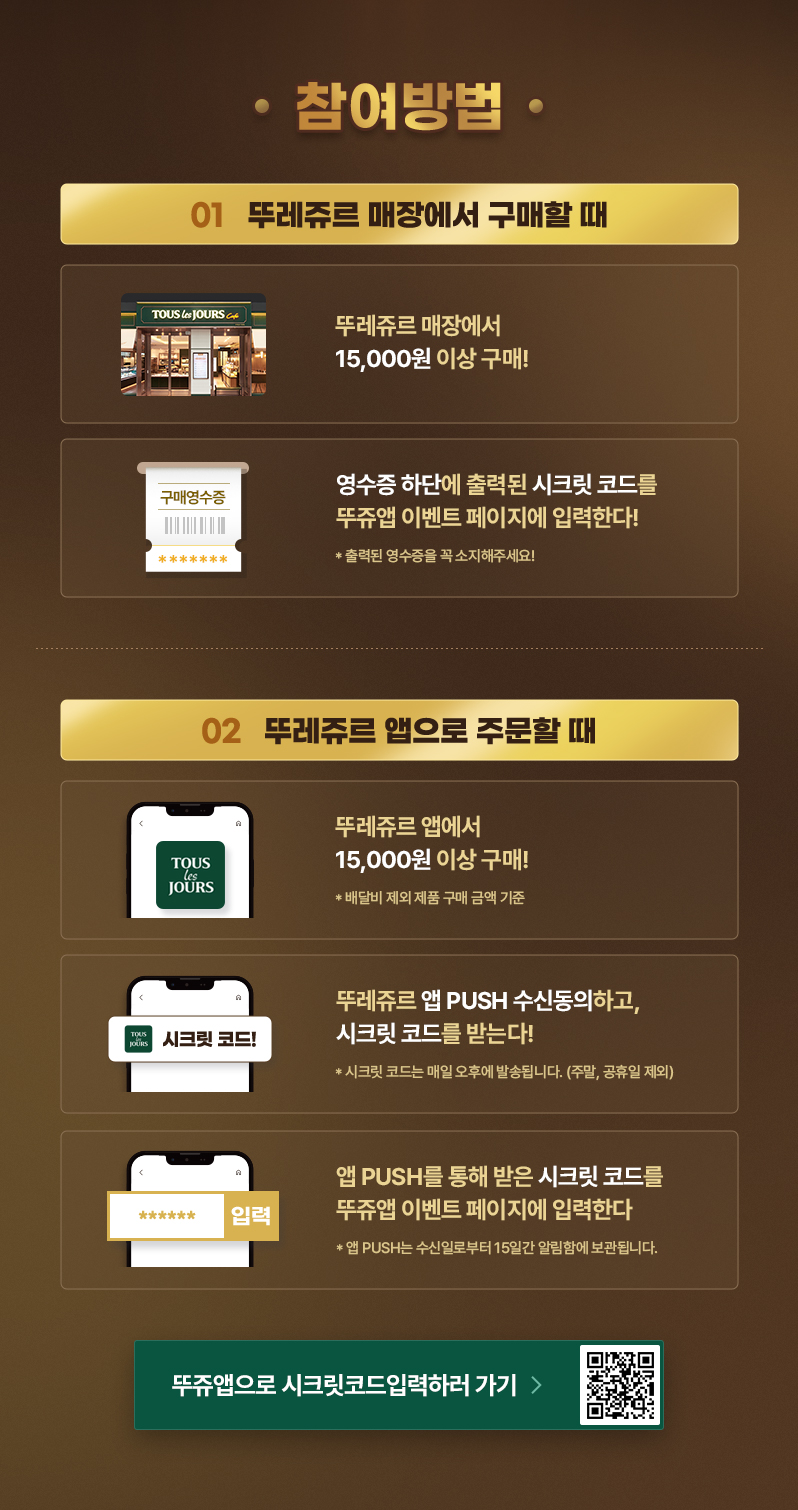 참여방법
01 뚜레쥬르 매장에서 구매할 때
TOUS les JOURS Cafe
뚜레쥬르 매장에서
15,000원 이상 구매!
구매영수증
*******
영수증 하단에 출력된 시크릿 코드를
뚜쥬앱 이벤트 페이지에 입력한다!
* 출력된 영수증을 꼭 소지해주세요!
02 뚜레쥬르 앱으로 주문할 때
TOUS
les
JOURS
뚜레쥬르 앱에서
15,000원 이상 구매!
* 배달비 제외 제품 구매 금액 기준
TOUS
les
JOURS
시크릿 코드!
뚜레쥬르 앱 PUSH 수신동의하고,
시크릿 코드를 받는다!
* 시크릿 코드는 매일 오후에 발송됩니다. (주말, 공휴일 제외)
****** 입력
앱 PUSH를 통해 받은 시크릿 코드를
뚜쥬앱 이벤트 페이지에 입력한다
* 앱 PUSH는 수신일로부터 15일간 알림함에 보관됩니다.
뚜쥬앱으로 시크릿코드입력하러 가기 >